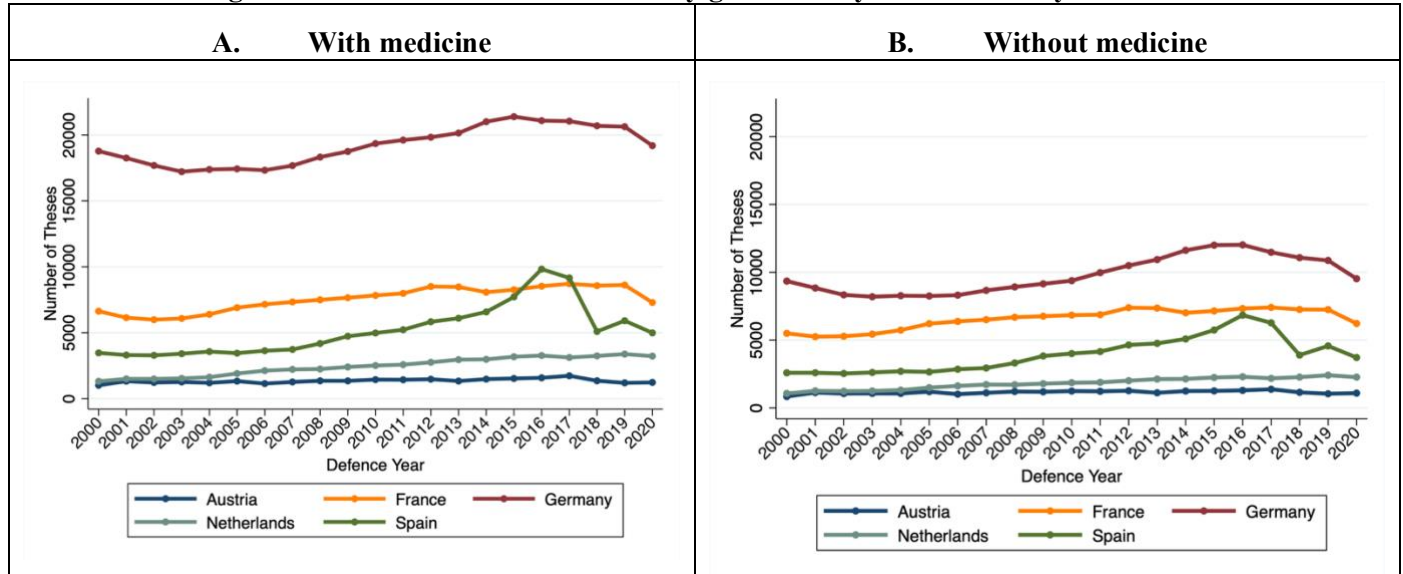 A. With medicine
B. Without medicine
Number of Theses
20000
15000
10000
5000
0
2000 2001 2002 2003 2004 2005 2006 2007 2008 2009 2010 2011 2012 2013 2014 2015 2016 2017 2018 2019 2020
Defence Year
Austria France Germany
Netherlands Spain
Number of Theses
20000
15000
10000
5000
0
2000 2001 2002 2003 2004 2005 2006 2007 2008 2009 2010 2011 2012 2013 2014 2015 2016 2017 2018 2019 2020
Defence Year
Austria France Germany
Netherlands Spain